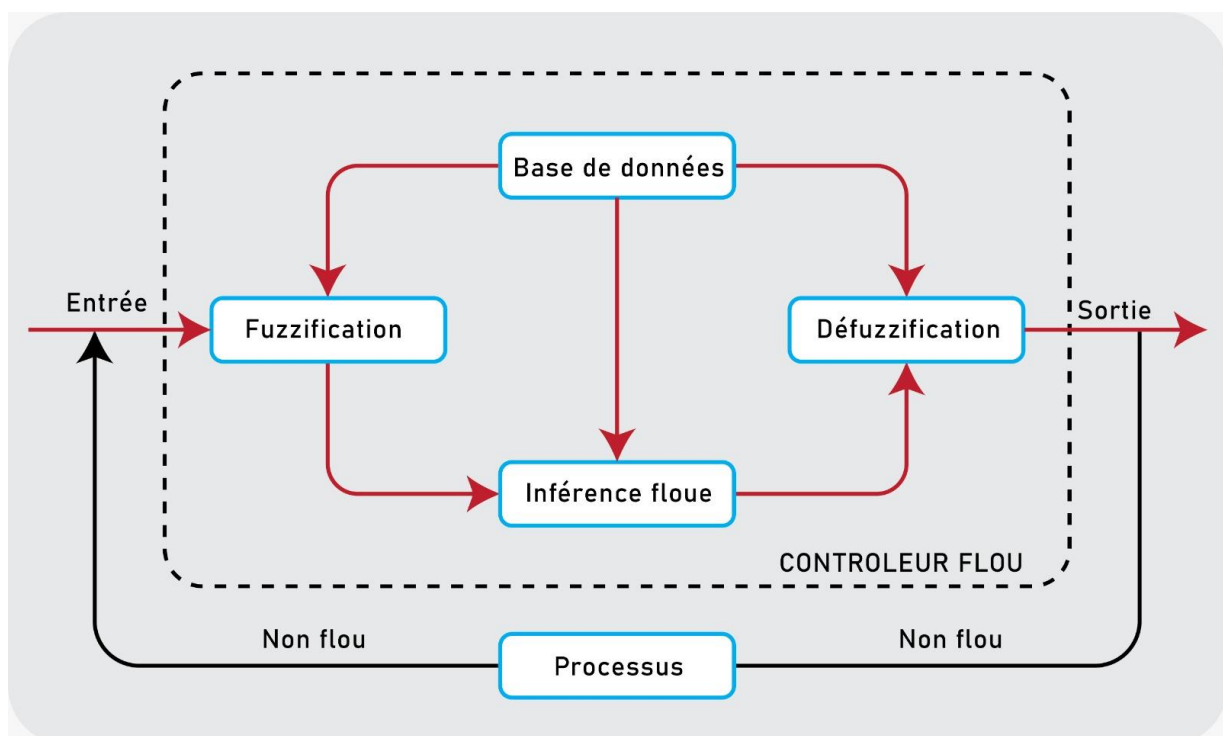 Base de données
Entrée
Fuzzification
Défuzzification
Sortie
Inférence floue
CONTROLEUR FLOU
Non flou
Non flou
Processus